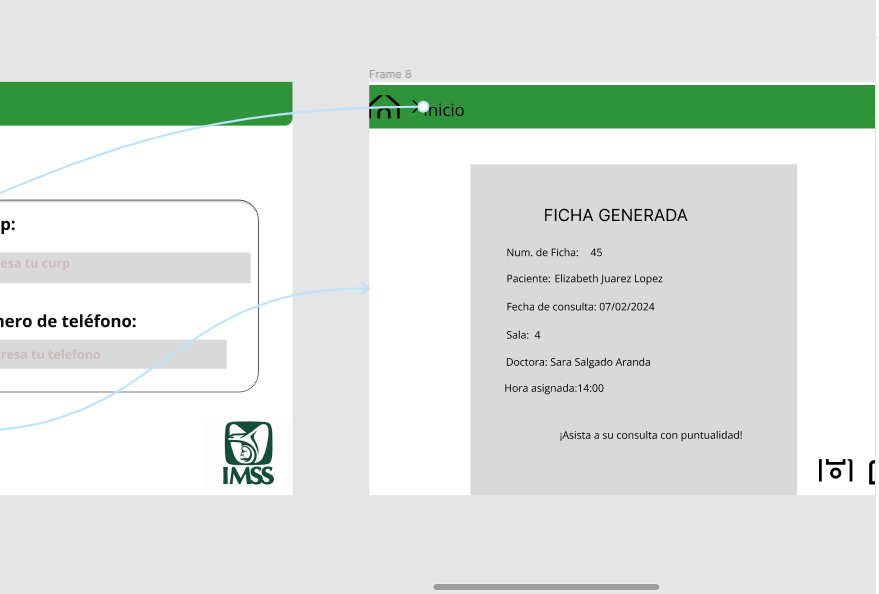 Frame 8
Inicio
p:
esa tu curp
nero de teléfono:
resa tu telefono
IMSS
FICHA GENERADA
Num. de Ficha: 45
Paciente: Elizabeth Juarez Lopez
Fecha de consulta: 07/02/2024
Sala: 4
Doctora: Sara Salgado Aranda
Hora asignada:14:00
¡Asista a su consulta con puntualidad!